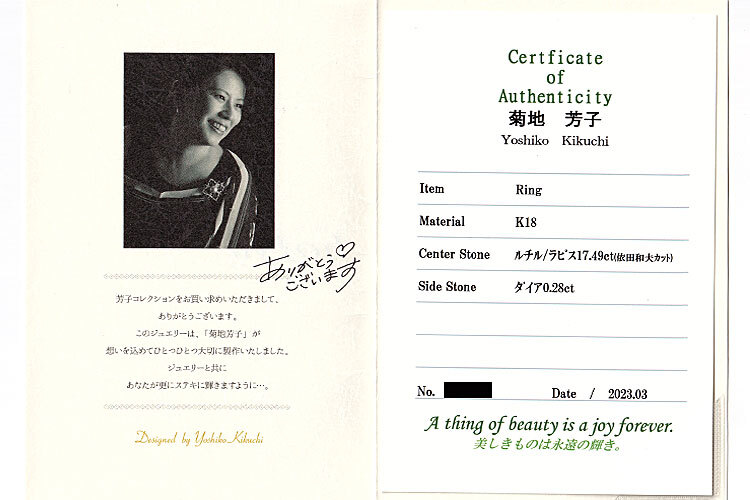 ありがとう♡
ございます
芳子コレクションをお買い求めいただきまして、
ありがとうございます。
このジュエリーは、「菊地芳子」が
想いを込めてひとつひとつ大切に製作いたしました。
ジュエリーと共に
あなたが更にステキに輝きますように…。
Designed by Yoshiko Kikuchi
Certficate
of
Authenticity
菊地 芳子
Yoshiko Kikuchi
Item Ring
Material K18
Center Stone ルチル/ラピス17.49ct(依田和夫カット)
Side Stone ダイア0.28ct
No. Date / 2023.03
A thing of beauty is a joy forever.
美しきものは永遠の輝き。